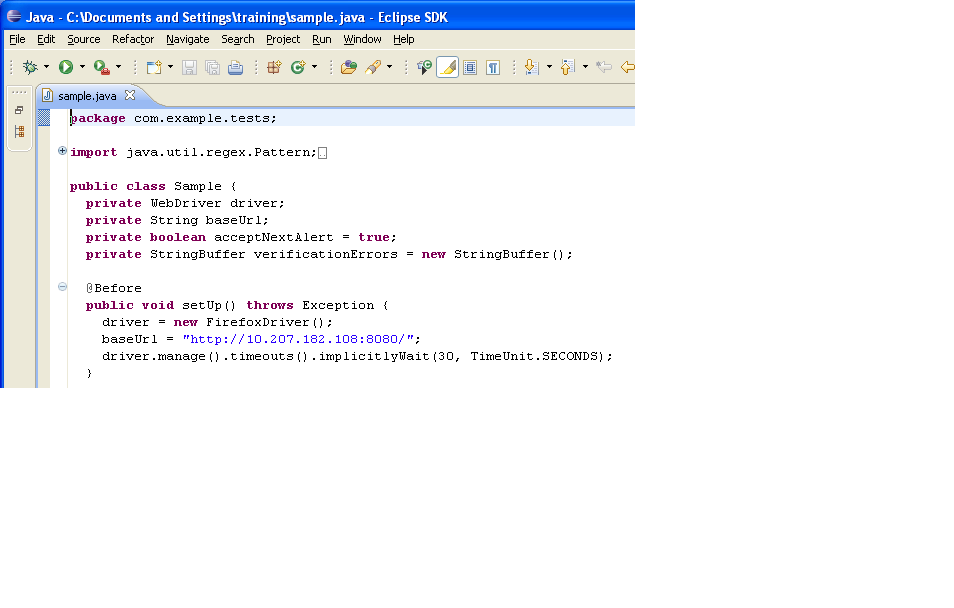 Java - C:\Documents and Settings\training\sample.java - Eclipse SDK
File Edit Source Refactor Navigate Search Project Run Window Help
sample.java
package com.example.tests;
import java.util.regex.Pattern;
public class Sample {
private WebDriver driver;
private String baseUrl;
private boolean acceptNextAlert = true;
private StringBuffer verificationErrors = new StringBuffer();
@Before
public void setUp() throws Exception {
driver = new FirefoxDriver();
baseUrl = "http://10.207.182.108:8080/";
driver.manage().timeouts().implicitlyWait(30, TimeUnit.SECONDS);
}